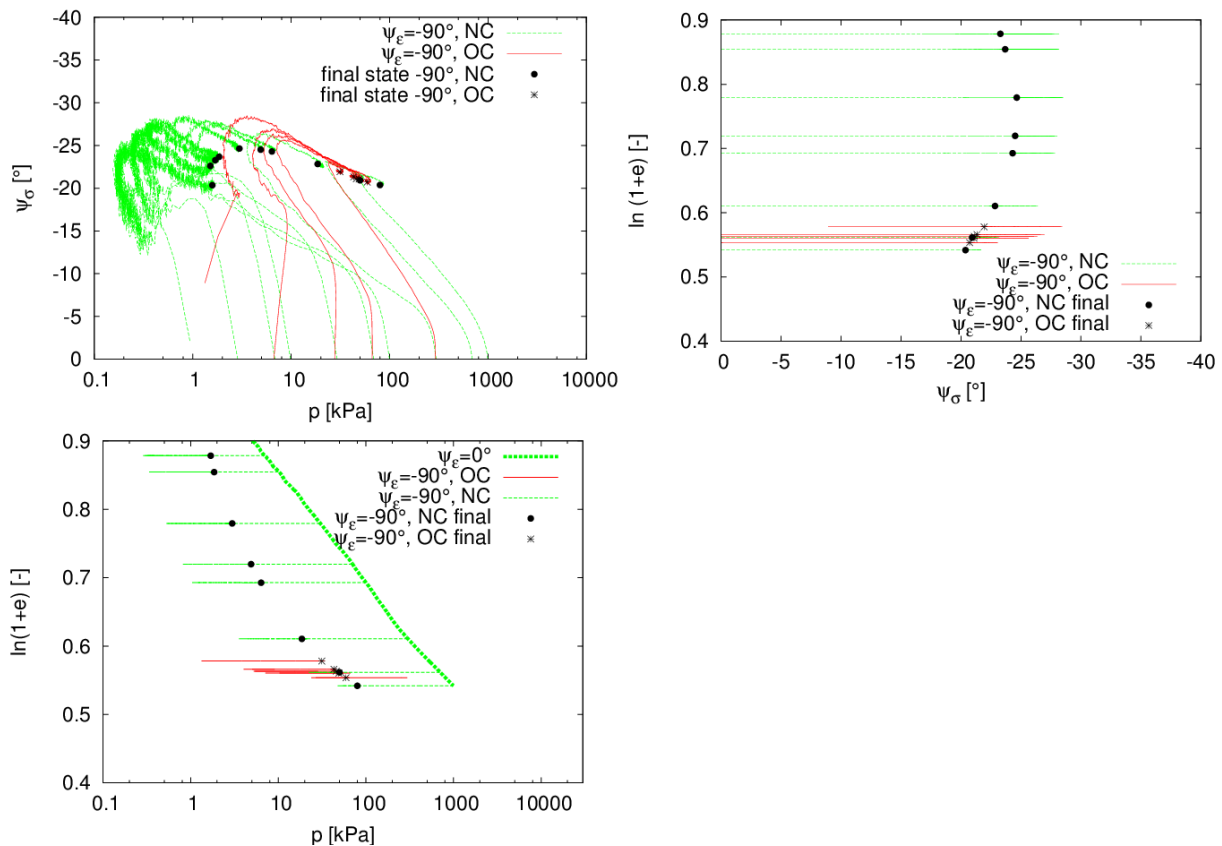 -40
-35
-30
-25
-20
-15
-10
-5
0
ψσ [°]
0.1 1 10 100 1000 10000
p [kPa]
ψε=-90°, NC
ψε=-90°, OC
final state -90°, NC
final state -90°, OC
0.9
0.8
0.7
0.6
0.5
0.4
ln (1+e) [-]
0 -5 -10 -15 -20 -25 -30 -35 -40
ψσ [°]
ψε=-90°, NC
ψε=-90°, OC
ψε=-90°, NC final
ψε=-90°, OC final
0.9
0.8
0.7
0.6
0.5
0.4
ln(1+e) [-]
0.1 1 10 100 1000 10000
p [kPa]
ψε=0°
ψε=-90°, OC
ψε=-90°, NC
ψε=-90°, NC final
ψε=-90°, OC final